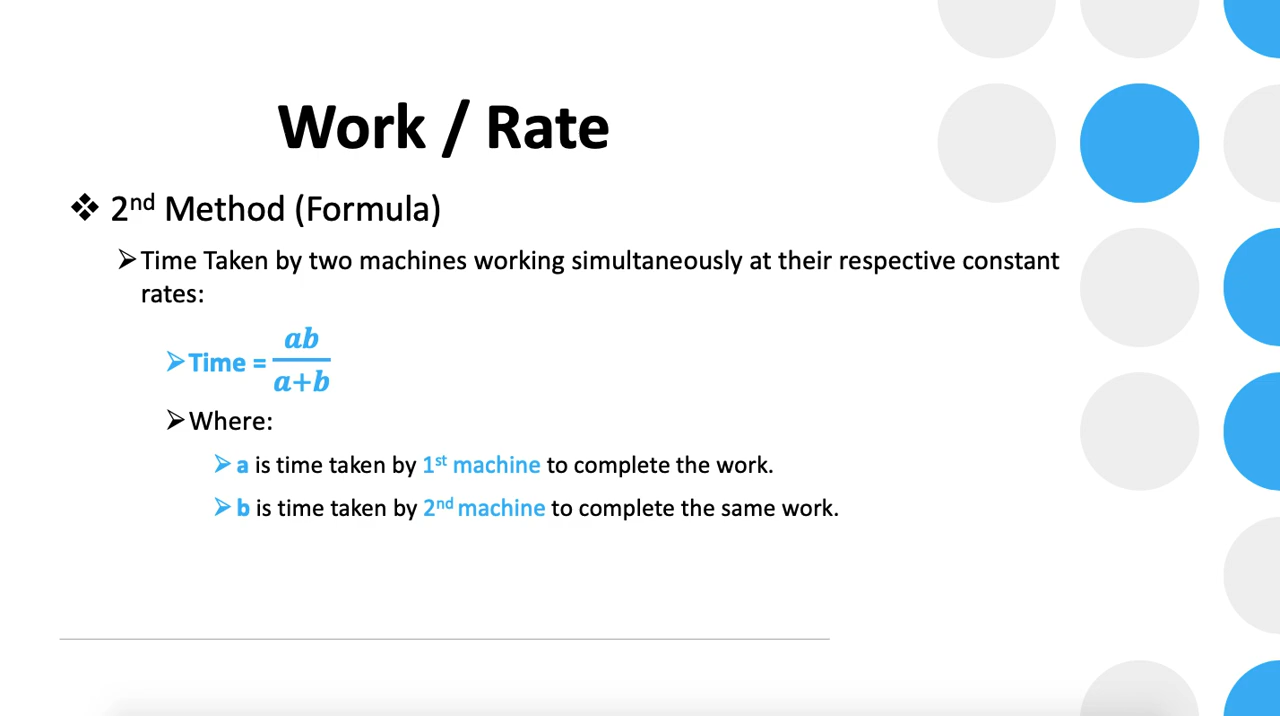 Work / Rate
❖ 2nd Method (Formula)
➢ Time Taken by two machines working simultaneously at their respective constant
rates:
➢ Time = ab / a+b
➢ Where:
➢ a is time taken by 1st machine to complete the work.
➢ b is time taken by 2nd machine to complete the same work.